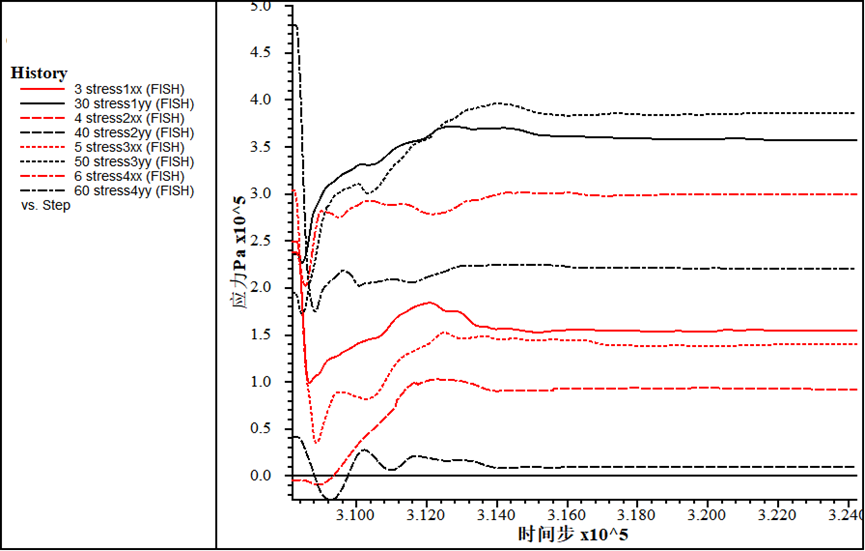 History
3 stress1xx (FISH)
30 stress1yy (FISH)
4 stress2xx (FISH)
40 stress2yy (FISH)
5 stress3xx (FISH)
50 stress3yy (FISH)
6 stress4xx (FISH)
60 stress4yy (FISH)
vs. Step
应力Pa x10^5
5.0
4.5
4.0
3.5
3.0
2.5
2.0
1.5
1.0
0.5
0.0
3.100 3.120 3.140 3.160 3.180 3.200 3.220 3.240
时间步 x10^5